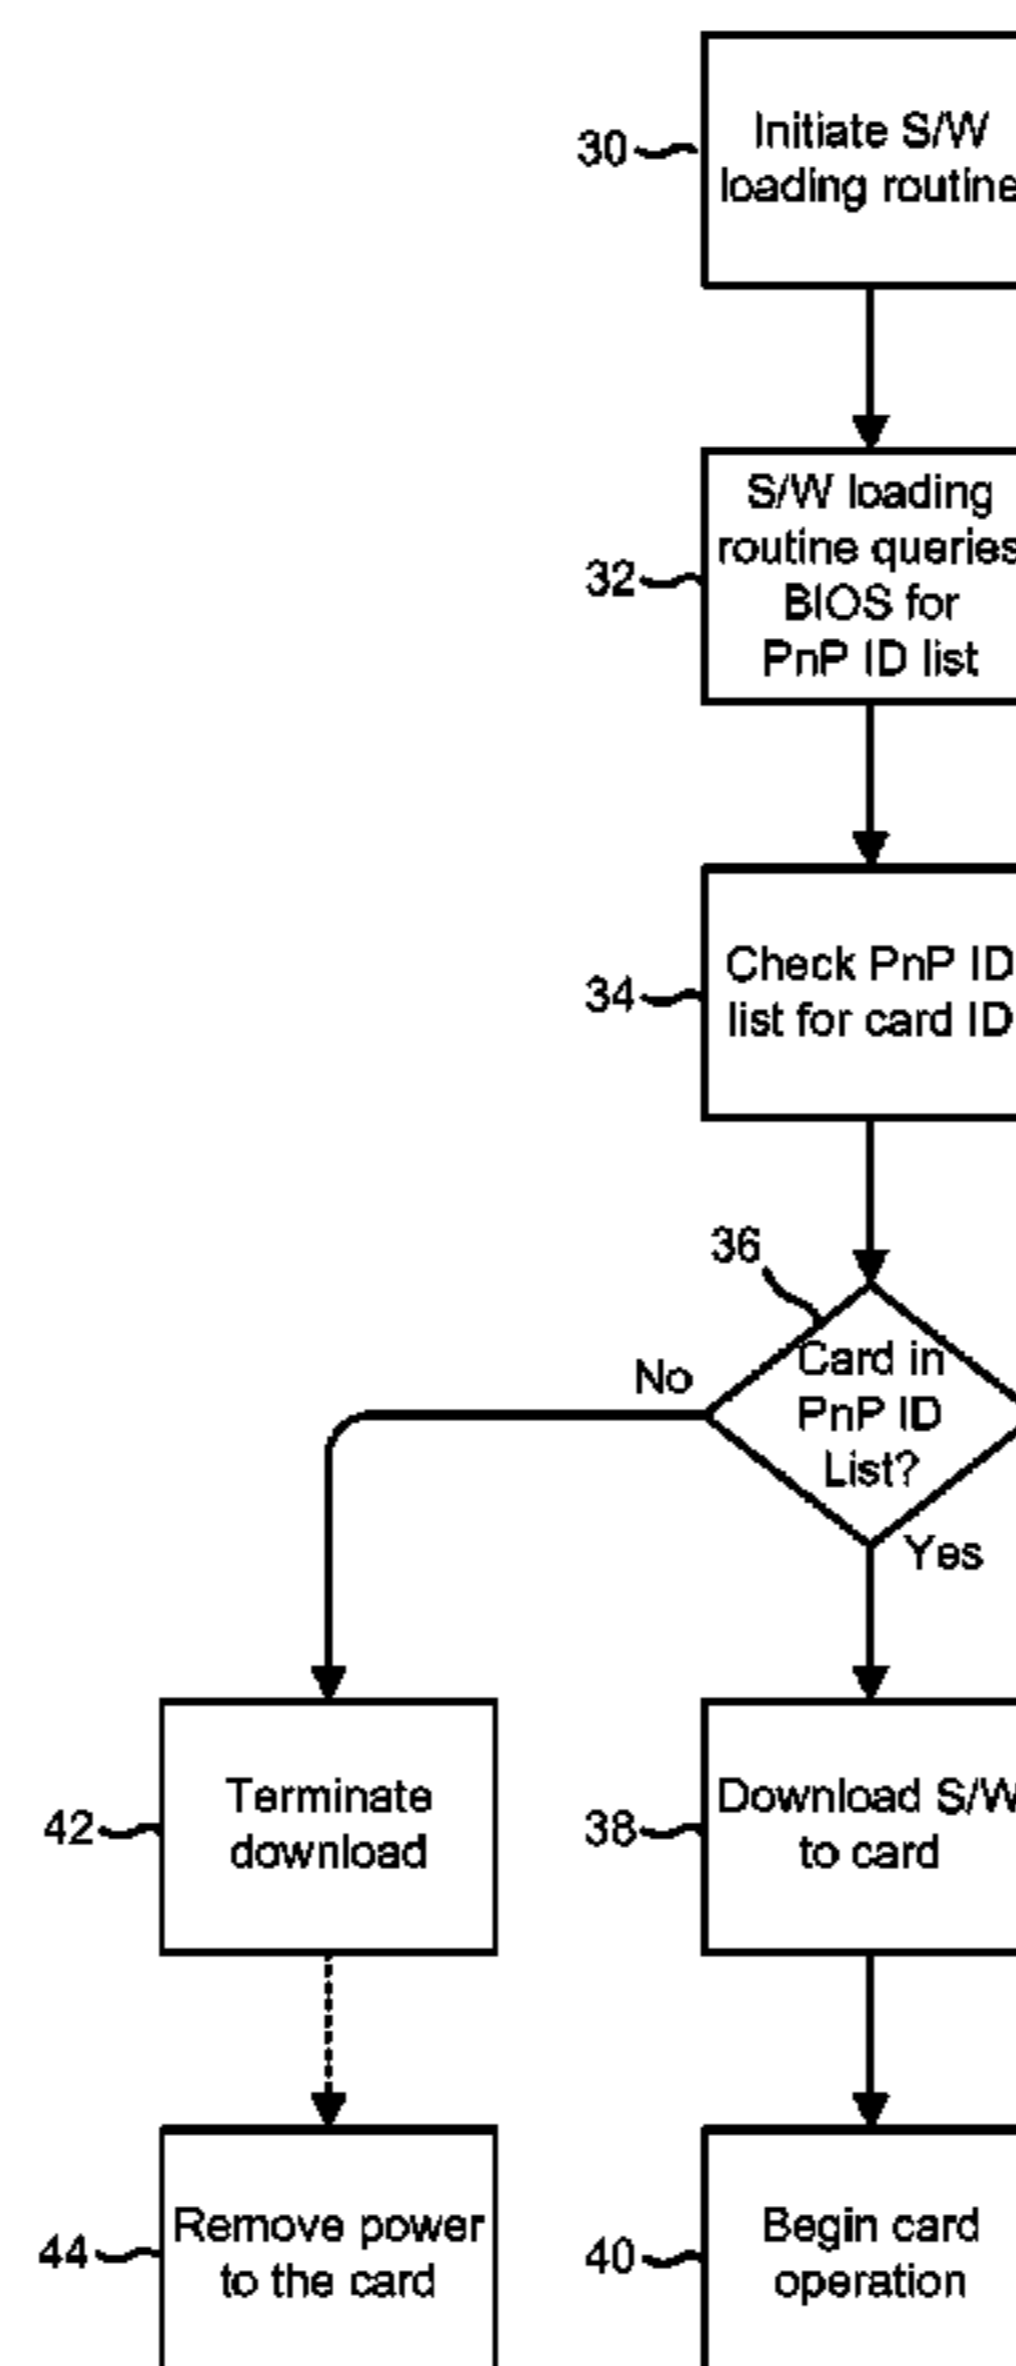 30
Initiate S/W
loading routine
32
S/W loading
routine queries
BIOS for
PnP ID list
34
Check PnP ID
list for card ID
36
Card in
PnP ID
List?
No
Yes
42
Terminate
download
38
Download S/W
to card
44
Remove power
to the card
40
Begin card
operation